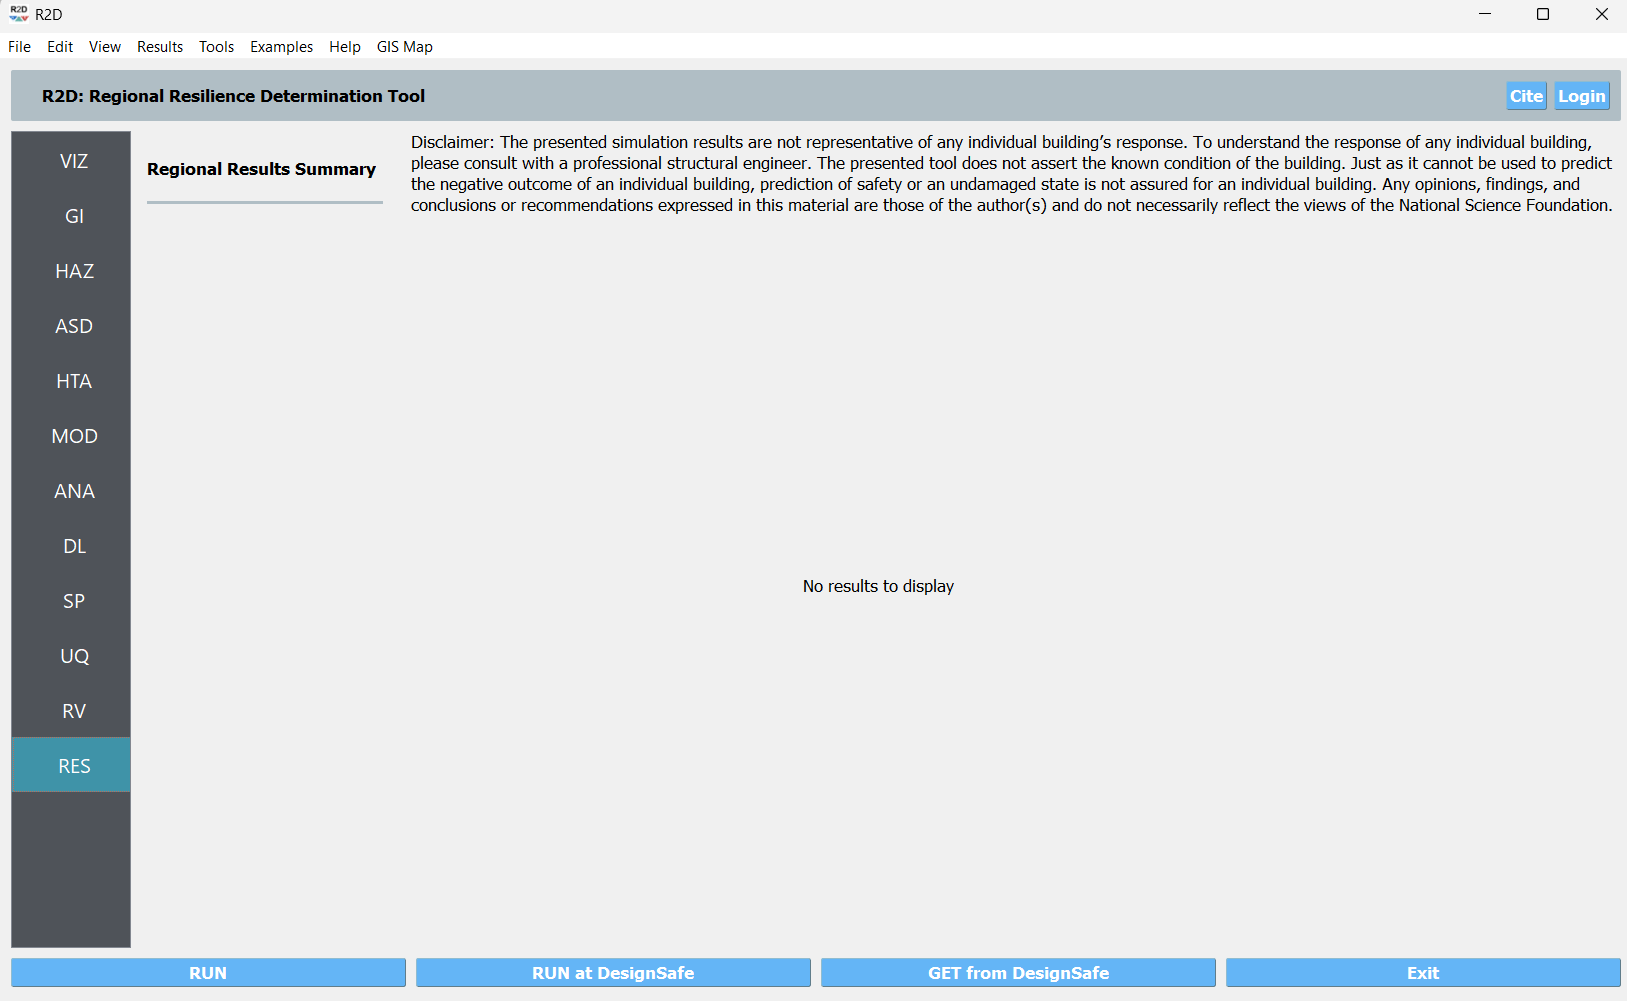 R2D
R2D
File Edit View Results Tools Examples Help GIS Map
R2D: Regional Resilience Determination Tool
Cite Login
VIZ
GI
HAZ
ASD
HTA
MOD
ANA
DL
SP
UQ
RV
RES
Regional Results Summary
Disclaimer: The presented simulation results are not representative of any individual building’s response. To understand the response of any individual building,
please consult with a professional structural engineer. The presented tool does not assert the known condition of the building. Just as it cannot be used to predict
the negative outcome of an individual building, prediction of safety or an undamaged state is not assured for an individual building. Any opinions, findings, and
conclusions or recommendations expressed in this material are those of the author(s) and do not necessarily reflect the views of the National Science Foundation.
No results to display
RUN RUN at DesignSafe GET from DesignSafe Exit